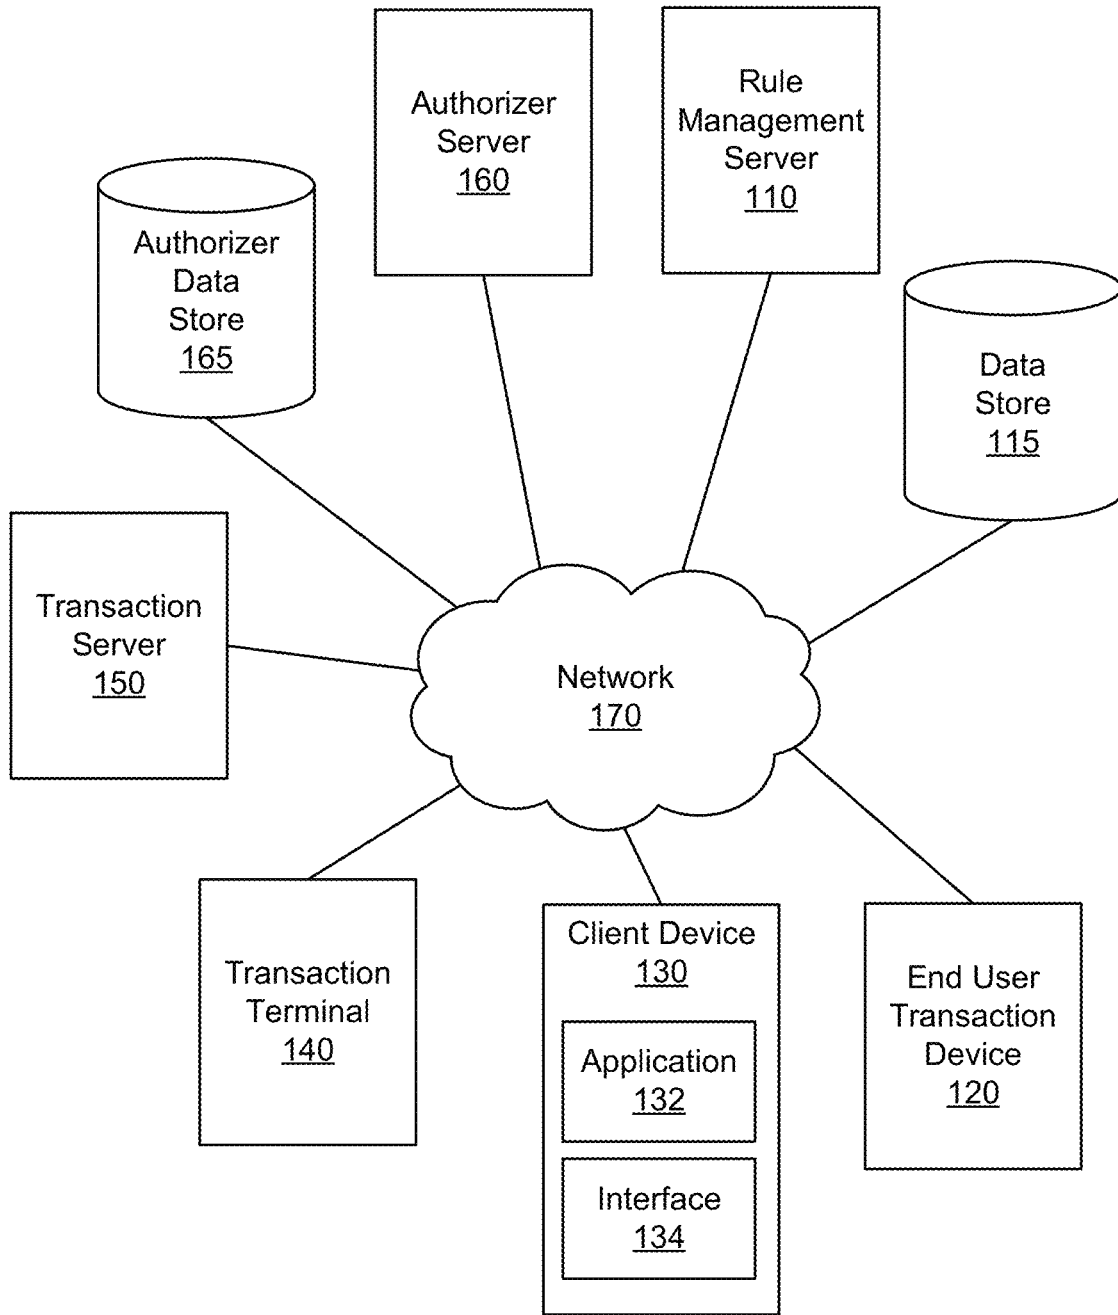 Authorizer
Server
160
Rule
Management
Server
110
Authorizer
Data
Store
165
Data
Store
115
Transaction
Server
150
Network
170
Transaction
Terminal
140
Client Device
130
Application
132
Interface
134
End User
Transaction
Device
120